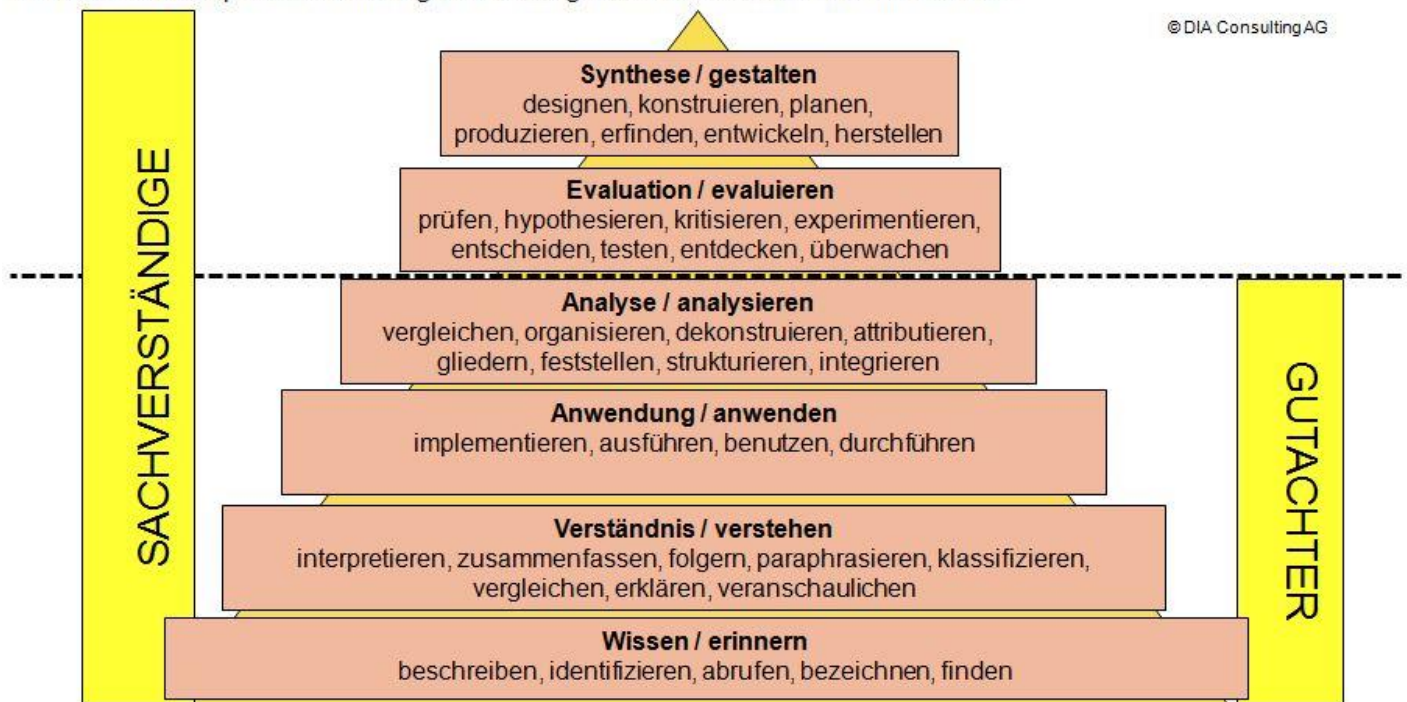 © DIA Consulting AG
Synthese / gestalten
designen, konstruieren, planen,
produzieren, erfinden, entwickeln, herstellen
Evaluation / evaluieren
prüfen, hypothesieren, kritisieren, experimentieren,
entscheiden, testen, entdecken, überwachen
Analyse / analysieren
vergleichen, organisieren, dekonstruieren, attributieren,
gliedern, feststellen, strukturieren, integrieren
Anwendung / anwenden
implementieren, ausführen, benutzen, durchführen
Verständnis / verstehen
interpretieren, zusammenfassen, folgern, paraphrasieren, klassifizieren,
vergleichen, erklären, veranschaulichen
Wissen / erinnern
beschreiben, identifizieren, abrufen, bezeichnen, finden
SACHVERSTÄNDIGE
GUTACHTER